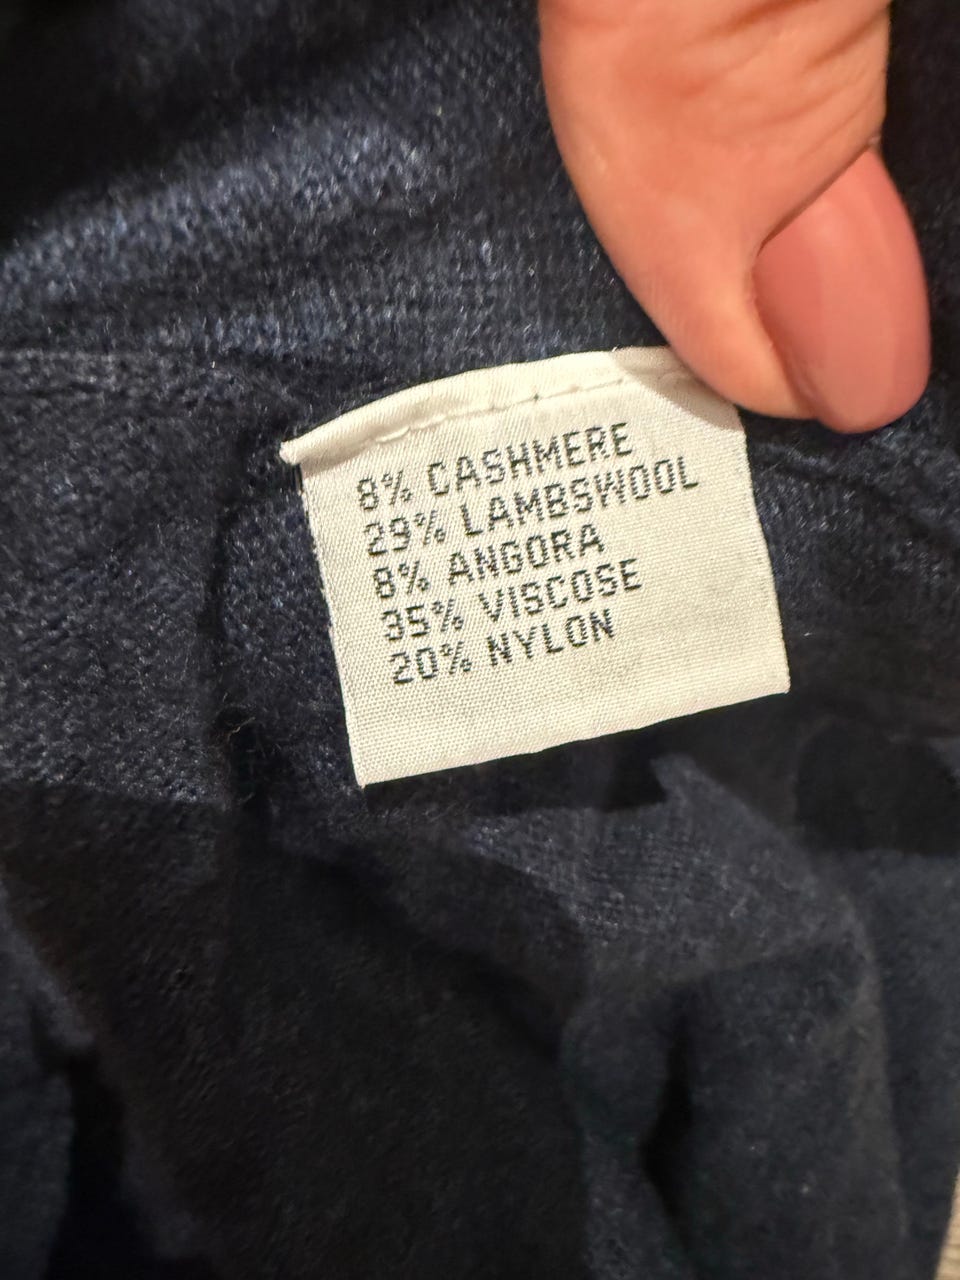 8% CASHMERE
29% LAMBSWOOL
8% ANGORA
35% VISCOSE
20% NYLON